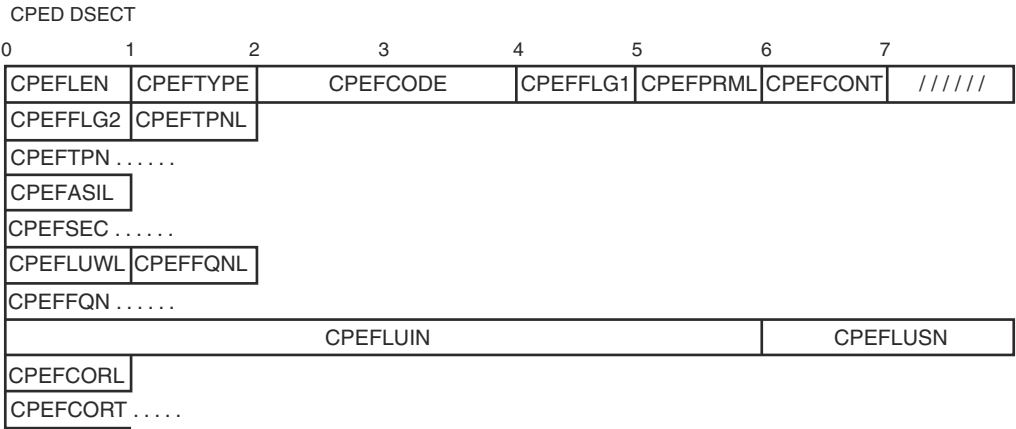 CPED DSECT
0 1 2 3 4 5 6 7
CPEFLEN CPEFTYPE CPEFCODE CPEFFLG1 CPEFPRML CPEFCONT //////
CPEFFLG2 CPEFTPNL
CPEFTPN ......
CPEFASIL
CPEFSEC ......
CPEFLUWL CPEFFQNL
CPEFFQN ......
CPEFLUIN CPEFLUSN
CPEFCORL
CPEFCORT .....